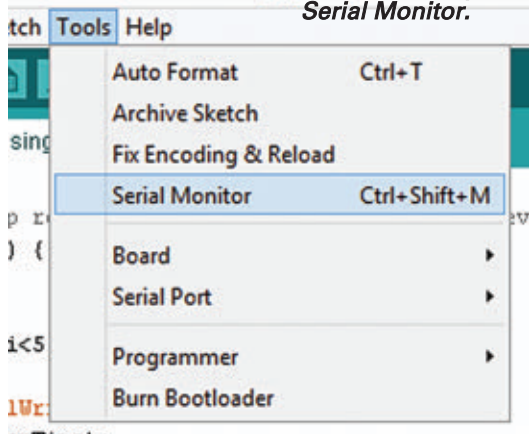 Serial Monitor.
tch Tools Help
Auto Format Ctrl+T
Archive Sketch
sing
Fix Encoding & Reload
Serial Monitor Ctrl+Shift+M
) {
Board
Serial Port
i<5
Programmer
lWr
Burn Bootloader